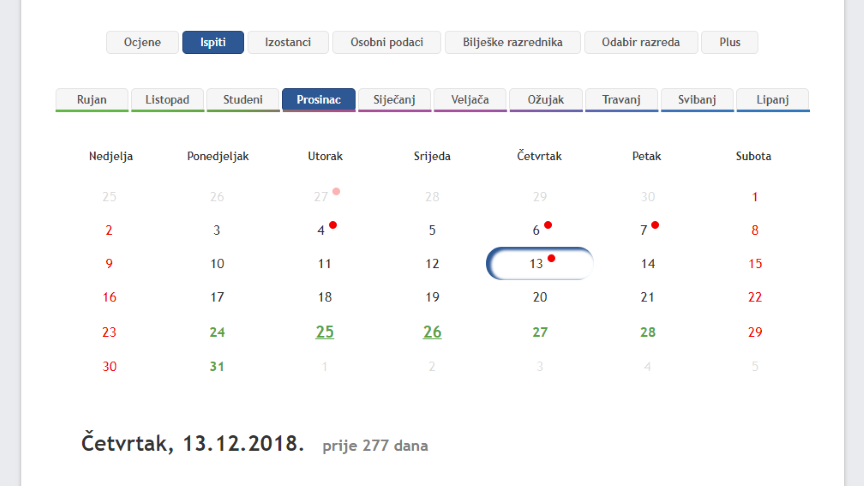 Ocjene Ispiti Izostanci Osobni podaci Bilješke razrednika Odabir razreda Plus
Rujan Listopad Studeni Prosinac Siječanj Veljača Ožujak Travanj Svibanj Lipanj
Nedjelja Ponedjeljak Utorak Srijeda Četvrtak Petak Subota
25 26 27 28 29 30 1
2 3 4 5 6 7 8
9 10 11 12 13 14 15
16 17 18 19 20 21 22
23 24 25 26 27 28 29
30 31 1 2 3 4 5
Četvrtak, 13.12.2018. prije 277 dana